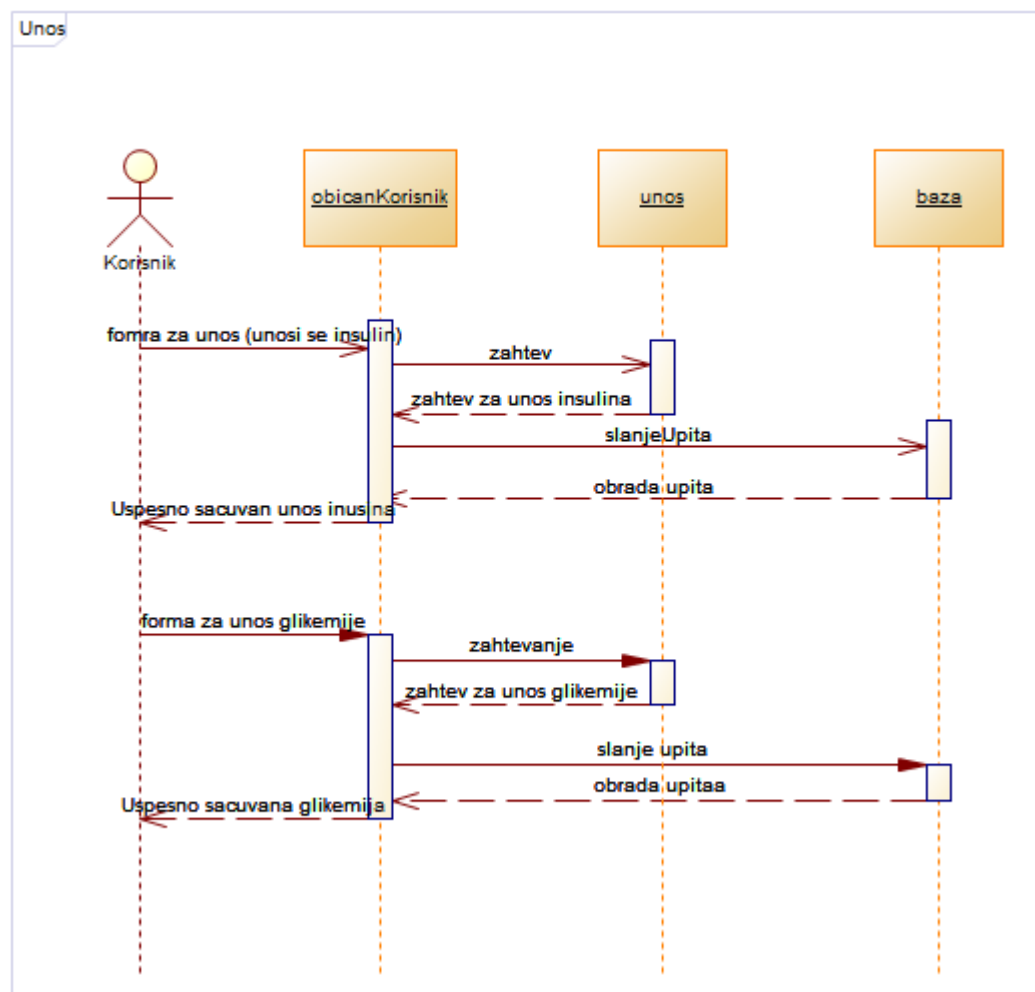 Unos
obicanKorisnik
unos
baza
Korisnik
fomra za unos (unosi se insulin)
zahtev
zahtev za unos insulina
slanjeUpita
obrada upita
Uspesno sacuvan unos inusina
forma za unos glikemije
zahtevanje
zahtev za unos glikemije
slanje upita
obrada upitaa
Uspesno sacuvana glikemija